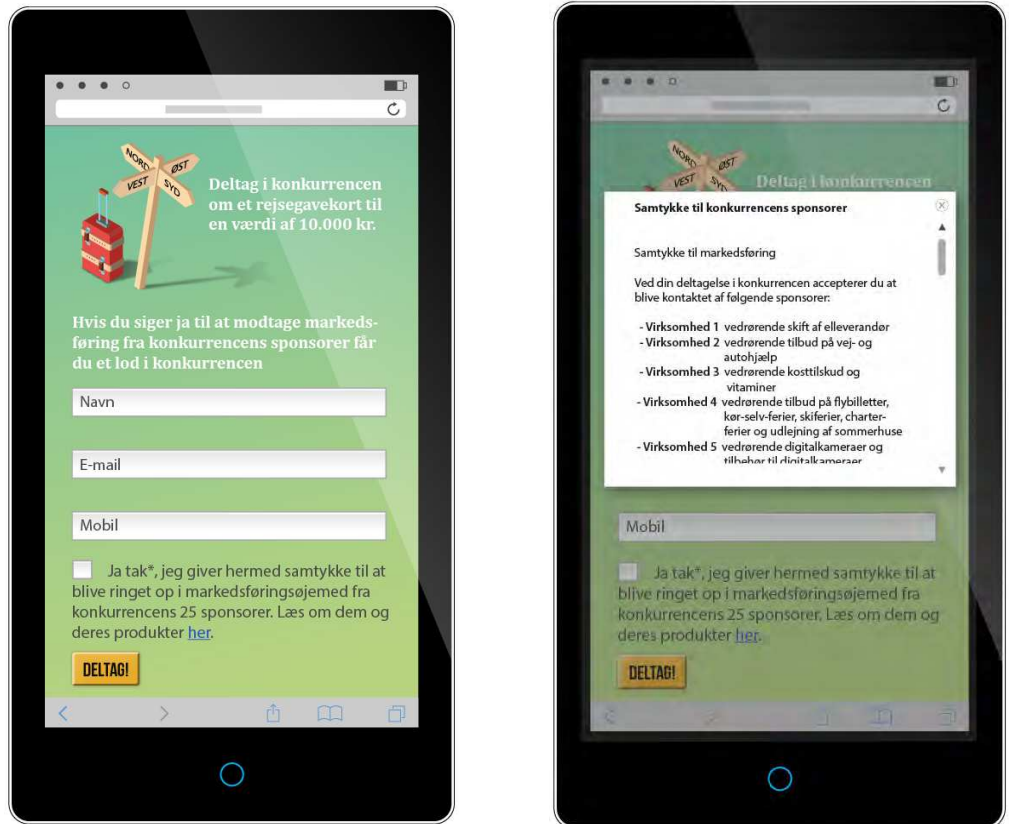 NORD
ØST
VEST
SYD
Deltag i konkurrencen
om et rejsegavekort til
en værdi af 10.000 kr.
Hvis du siger ja til at modtage markeds-
føring fra konkurrencens sponsorer får
du et lod i konkurrencen
Navn
E-mail
Mobil
Ja tak*, jeg giver hermed samtykke til at
blive ringet op i markedsføringsøjemed fra
konkurrencens 25 sponsorer. Læs om dem og
deres produkter her.
DELTAG!
NORD
ØST
VEST
SYD
Deltag i konkurrencen
Samtykke til konkurrencens sponsorer
Samtykke til markedsføring
Ved din deltagelse i konkurrencen accepterer du at
blive kontaktet af følgende sponsorer:
- Virksomhed 1 vedrørende skift af elleverandør
- Virksomhed 2 vedrørende tilbud på vej- og
autohjælp
- Virksomhed 3 vedrørende kosttilskud og
vitaminer
- Virksomhed 4 vedrørende tilbud på flybilletter,
kør-selv-ferier, skiferier, charter-
ferier og udlejning af sommerhuse
- Virksomhed 5 vedrørende digitalkameraer og
tilbehør til digitalkameraer
Mobil
Ja tak*, jeg giver hermed samtykke til at
blive ringet op i markedsføringsøjemed fra
konkurrencens 25 sponsorer. Læs om dem og
deres produkter her.
DELTAG!